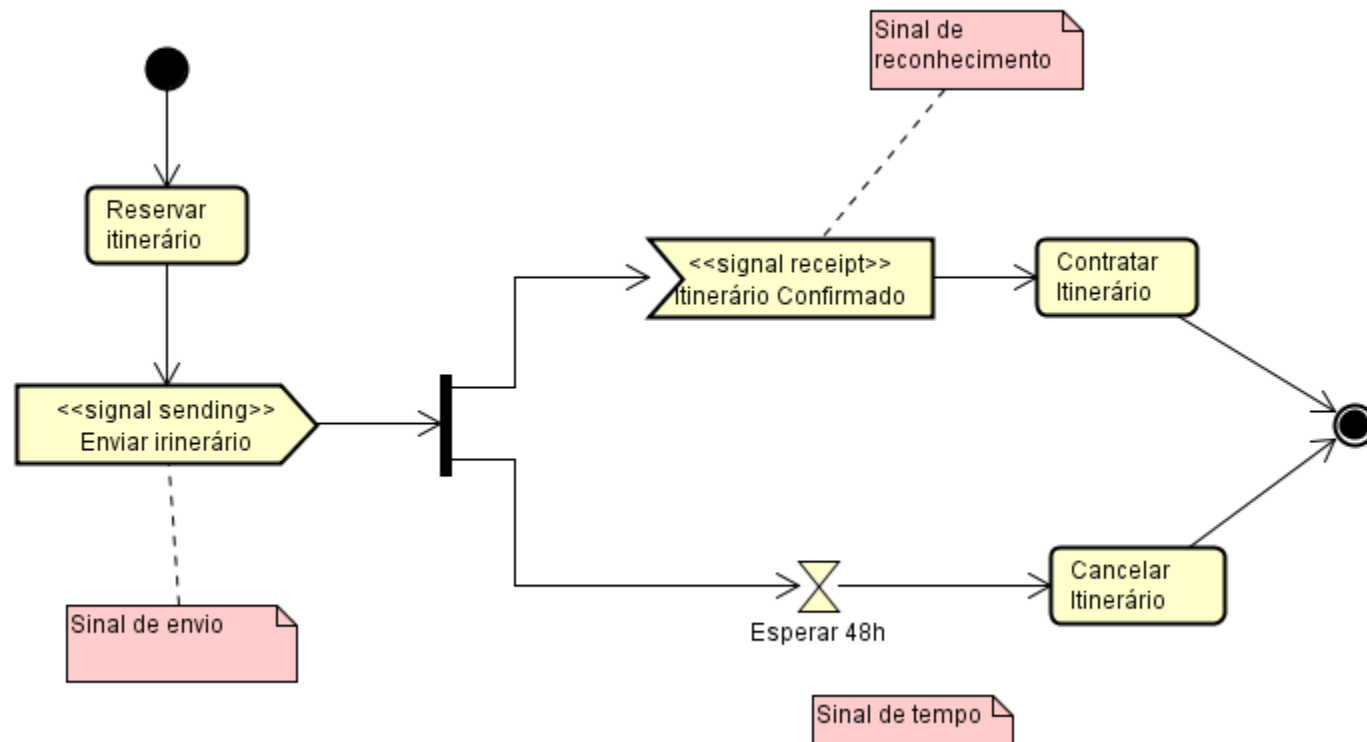 Sinal de
reconhecimento
Reservar
itinerário
<<signal receipt>>
Itinerário Confirmado
Contratar
Itinerário
<<signal sending>>
Enviar irinerário
Cancelar
Itinerário
Esperar 48h
Sinal de envio
Sinal de tempo